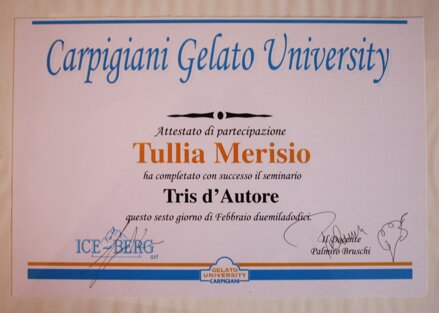 Carpigiani Gelato University
Attestato di partecipazione
Tullia Merisio
ha completato con successo il seminario
Tris d'Autore
questo sesto giorno di Febbraio duemiladodici.
ICE-BERG
srl
Il Docente
Palmiro Bruschi
GELATO
UNIVERSITY
CARPIGIANI